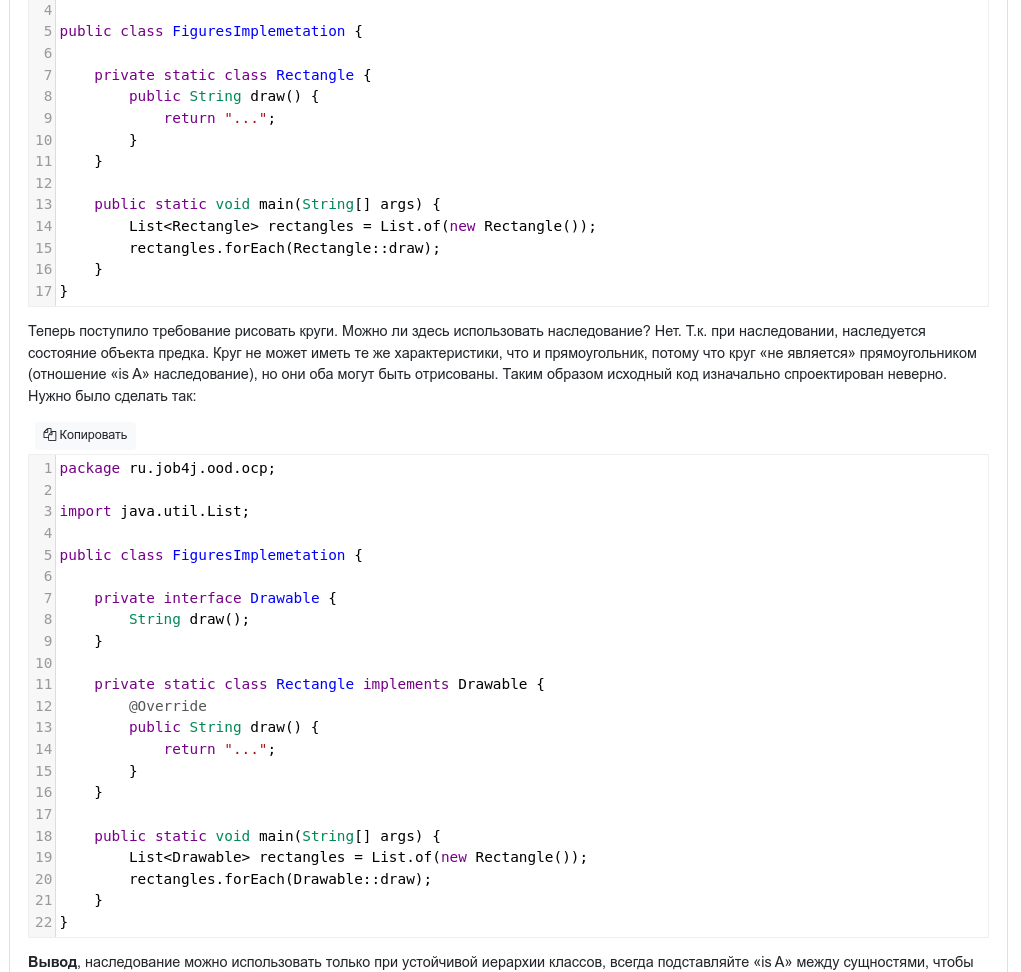 4
5 public class FiguresImplemetation {
6
7     private static class Rectangle {
8         public String draw() {
9             return "...";
10         }
11     }
12
13     public static void main(String[] args) {
14         List<Rectangle> rectangles = List.of(new Rectangle());
15         rectangles.forEach(Rectangle::draw);
16     }
17 }
Теперь поступило требование рисовать круги. Можно ли здесь использовать наследование? Нет. Т.к. при наследовании, наследуется
состояние объекта предка. Круг не может иметь те же характеристики, что и прямоугольник, потому что круг «не является» прямоугольником
(отношение «is A» наследование), но они оба могут быть отрисованы. Таким образом исходный код изначально спроектирован неверно.
Нужно было сделать так:
Копировать
1 package ru.job4j.ood.ocp;
2
3 import java.util.List;
4
5 public class FiguresImplemetation {
6
7     private interface Drawable {
8         String draw();
9     }
10
11     private static class Rectangle implements Drawable {
12         @Override
13         public String draw() {
14             return "...";
15         }
16     }
17
18     public static void main(String[] args) {
19         List<Drawable> rectangles = List.of(new Rectangle());
20         rectangles.forEach(Drawable::draw);
21     }
22 }
Вывод, наследование можно использовать только при устойчивой иерархии классов, всегда подставляйте «is A» между сущностями, чтобы